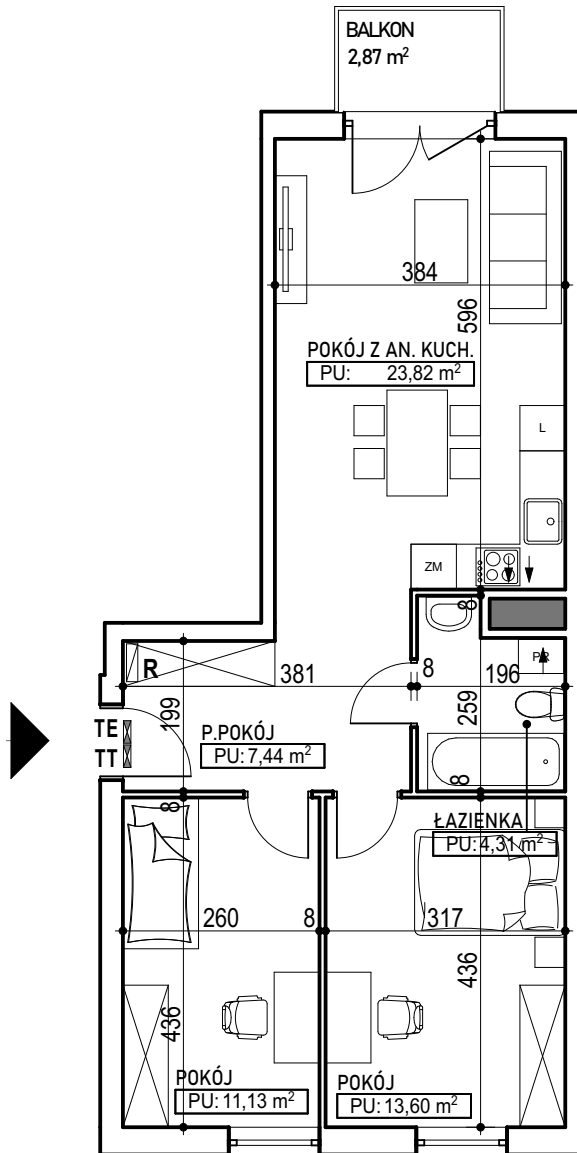 BALKON
2,87 m²
384
596
POKÓJ Z AN. KUCH.
PU: 23,82 m²
L
ZM
8
R
381
8
196
PR
199
259
TE
TT
P.POKÓJ
PU: 7,44 m²
8
8
ŁAZIENKA
PU: 4,31 m²
260
8
317
436
436
POKÓJ
PU: 11,13 m²
POKÓJ
PU: 13,60 m²